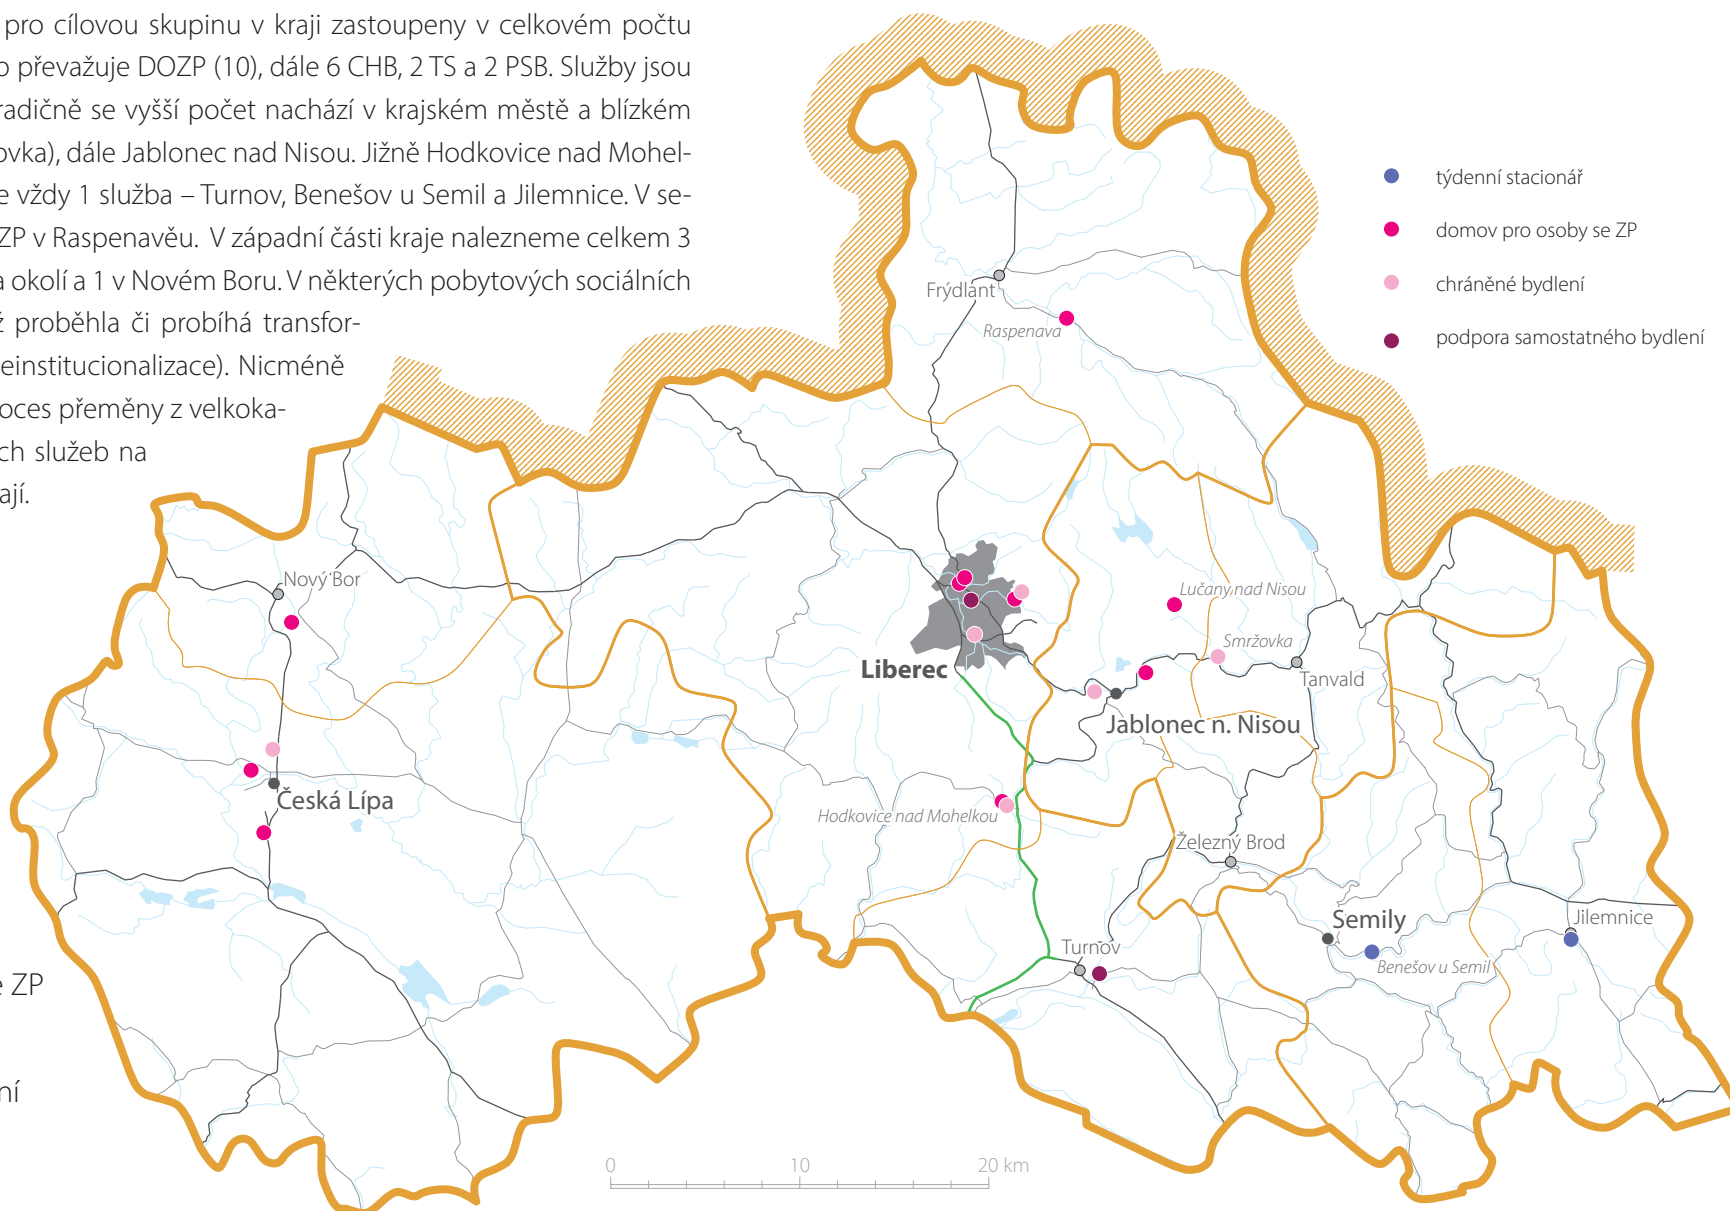 pro cílovou skupinu v kraji zastoupeny v celkovém počtu
převažuje DOZP (10), dále 6 CHB, 2 TS a 2 PSB. Služby jsou
radičně se vyšší počet nachází v krajském městě a blízkém
ovka), dále Jablonec nad Nisou. Jižně Hodkovice nad Mohel-
e vždy 1 služba – Turnov, Benešov u Semil a Jilemnice. V se-
ZP v Raspenavěu. V západní části kraje nalezneme celkem 3
a okolí a 1 v Novém Boru. V některých pobytových sociálních
ž proběhla či probíhá transfor-
einstitucionalizace). Nicméně
oces přeměny z velkoka-
ch služeb na
ají.
týdenní stacionář
domov pro osoby se ZP
chráněné bydlení
podpora samostatného bydlení
Frýdlant
Raspenava
Nový Bor
Lučany nad Nisou
Smržovka
Liberec
Tanvald
Jablonec n. Nisou
Česká Lípa
Hodkovice nad Mohelkou
Železný Brod
Semily
Jilemnice
Turnov
Benešov u Semil
e ZP
ní
0 10 20 km